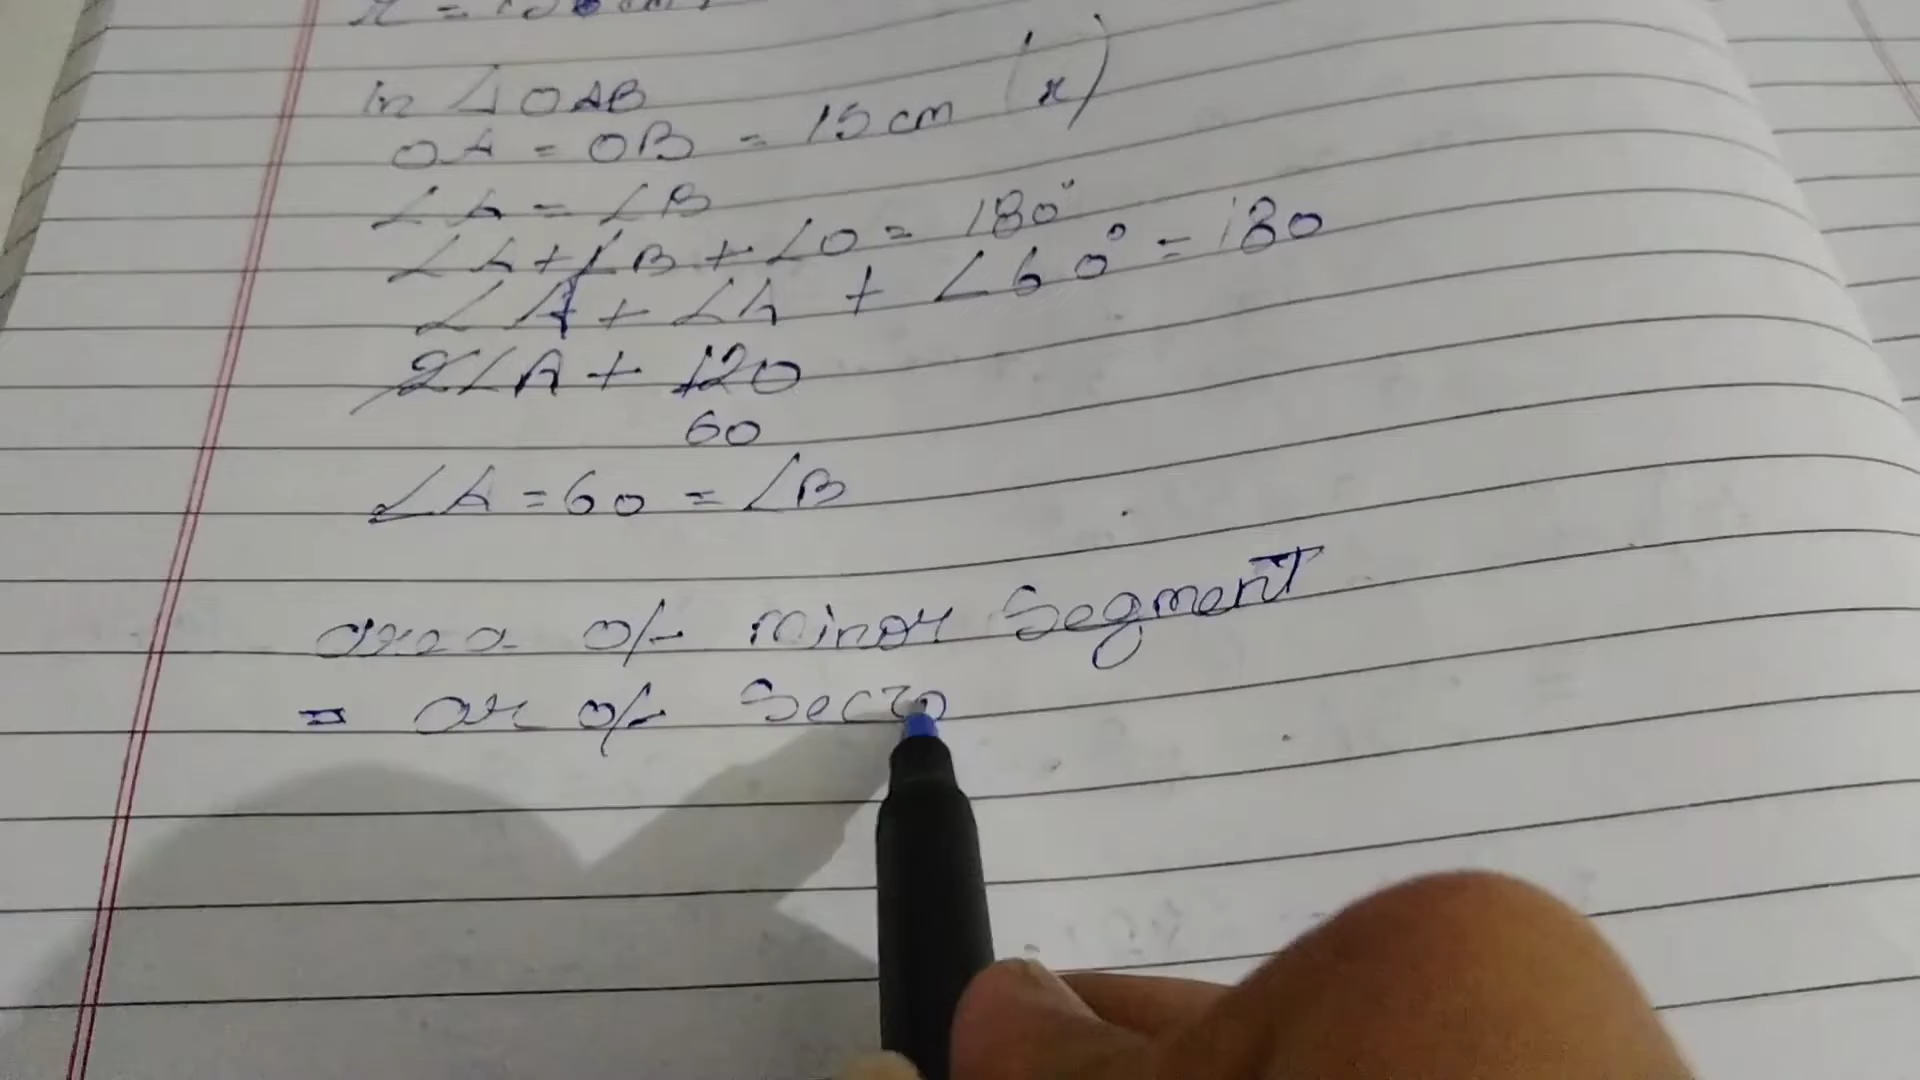 in △OAB
OA = OB = 15 cm (r)
∠A = ∠B
∠A + ∠B + ∠O = 180°
∠A + ∠A + ∠60° = 180
2∠A + 120
60
∠A = 60 = ∠B
area of minor Segment
= ar of Secto